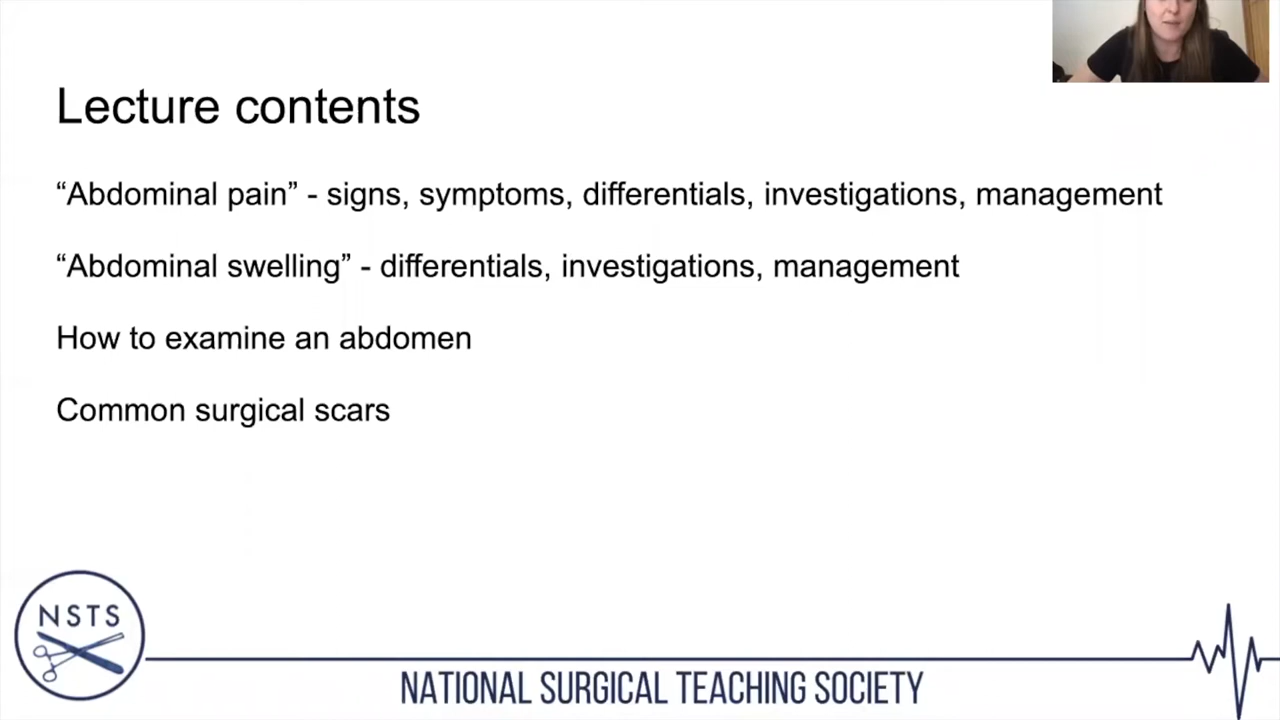 Lecture contents
“Abdominal pain” - signs, symptoms, differentials, investigations, management
“Abdominal swelling” - differentials, investigations, management
How to examine an abdomen
Common surgical scars
NSTS
NATIONAL SURGICAL TEACHING SOCIETY